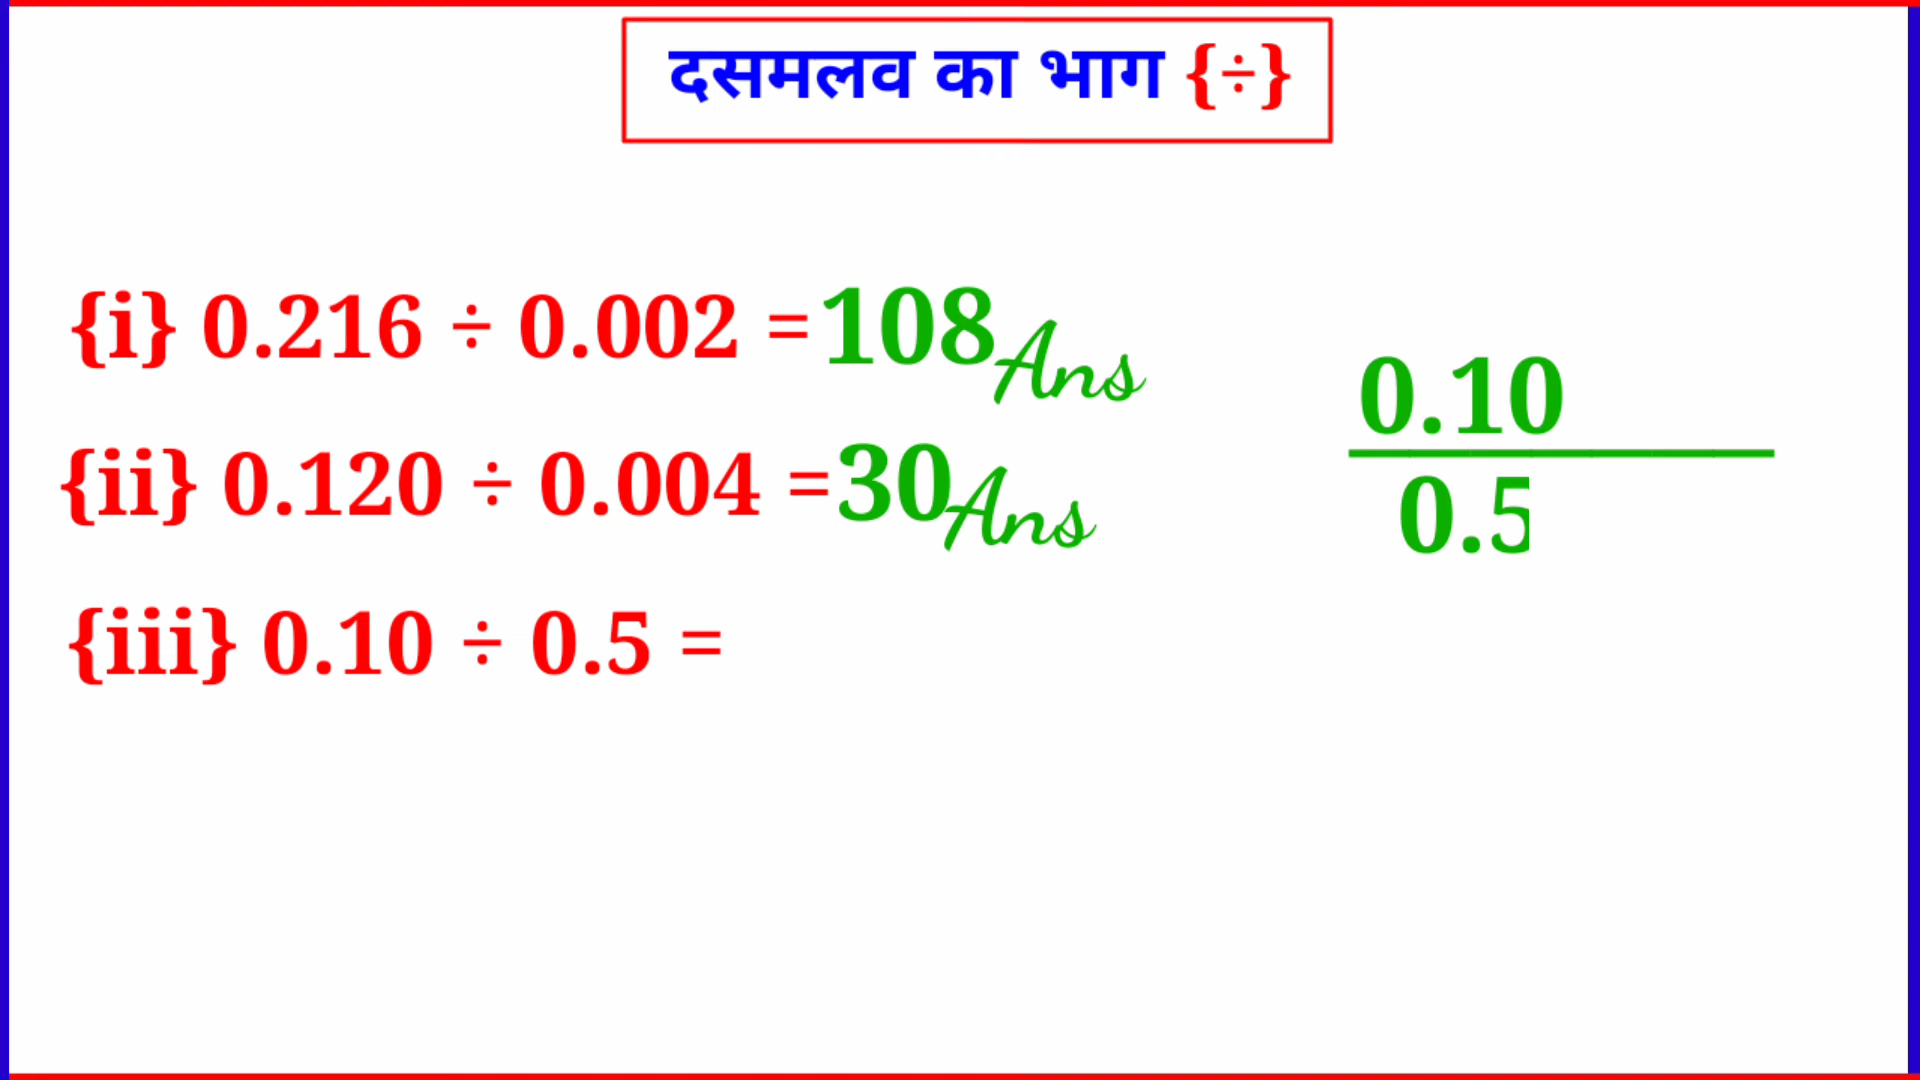 दसमलव का भाग {÷}
{i} 0.216 ÷ 0.002 =108 Ans
{ii} 0.120 ÷ 0.004 =30 Ans
{iii} 0.10 ÷ 0.5 =
0.10
0.5